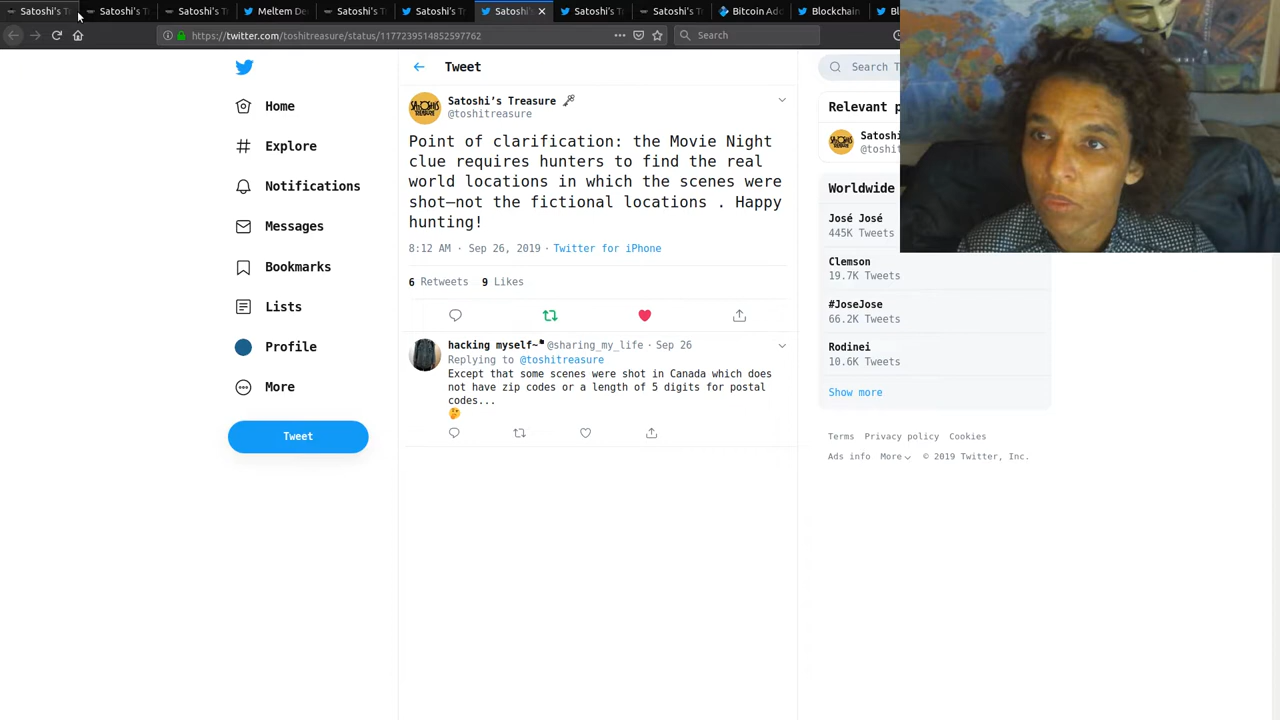 Satoshi's T
Satoshi's T
Satoshi's T
Meltem De
Satoshi's T
Satoshi's T
Satoshi'
Satoshi's T
Satoshi's T
Bitcoin Ad
Blockchain
Bl
https://twitter.com/toshitreasure/status/1177239514852597762
Search
Home
Explore
Notifications
Messages
Bookmarks
Lists
Profile
More
Tweet
Tweet
Satoshi's Treasure
@toshitreasure
Point of clarification: the Movie Night
clue requires hunters to find the real
world locations in which the scenes were
shot—not the fictional locations . Happy
hunting!
8:12 AM · Sep 26, 2019 · Twitter for iPhone
6 Retweets 9 Likes
hacking myself~ @sharing_my_life · Sep 26
Replying to @toshitreasure
Except that some scenes were shot in Canada which does
not have zip codes or a length of 5 digits for postal
codes...
🤔
Search T
Relevant p
Satosh
@toshi
Worldwide
José José
445K Tweets
Clemson
19.7K Tweets
#JoseJose
66.2K Tweets
Rodinei
10.6K Tweets
Show more
Terms Privacy policy Cookies
Ads info More © 2019 Twitter, Inc.